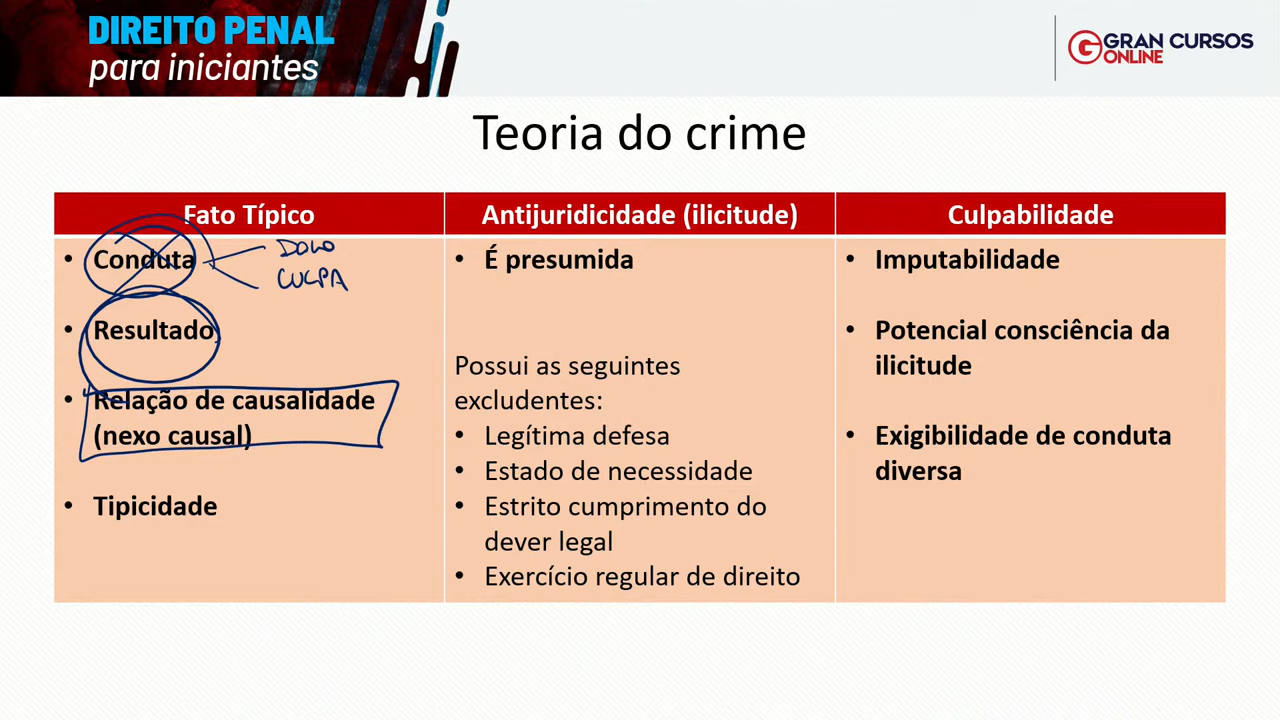 DIREITO PENAL
para iniciantes
GRAN CURSOS
ONLINE
Teoria do crime
Fato Típico
• Conduta
DOLO
CULPA
• Resultado
• Relação de causalidade
(nexo causal)
• Tipicidade
Antijuridicidade (ilicitude)
• É presumida
Possui as seguintes
excludentes:
• Legítima defesa
• Estado de necessidade
• Estrito cumprimento do
dever legal
• Exercício regular de direito
Culpabilidade
• Imputabilidade
• Potencial consciência da
ilicitude
• Exigibilidade de conduta
diversa